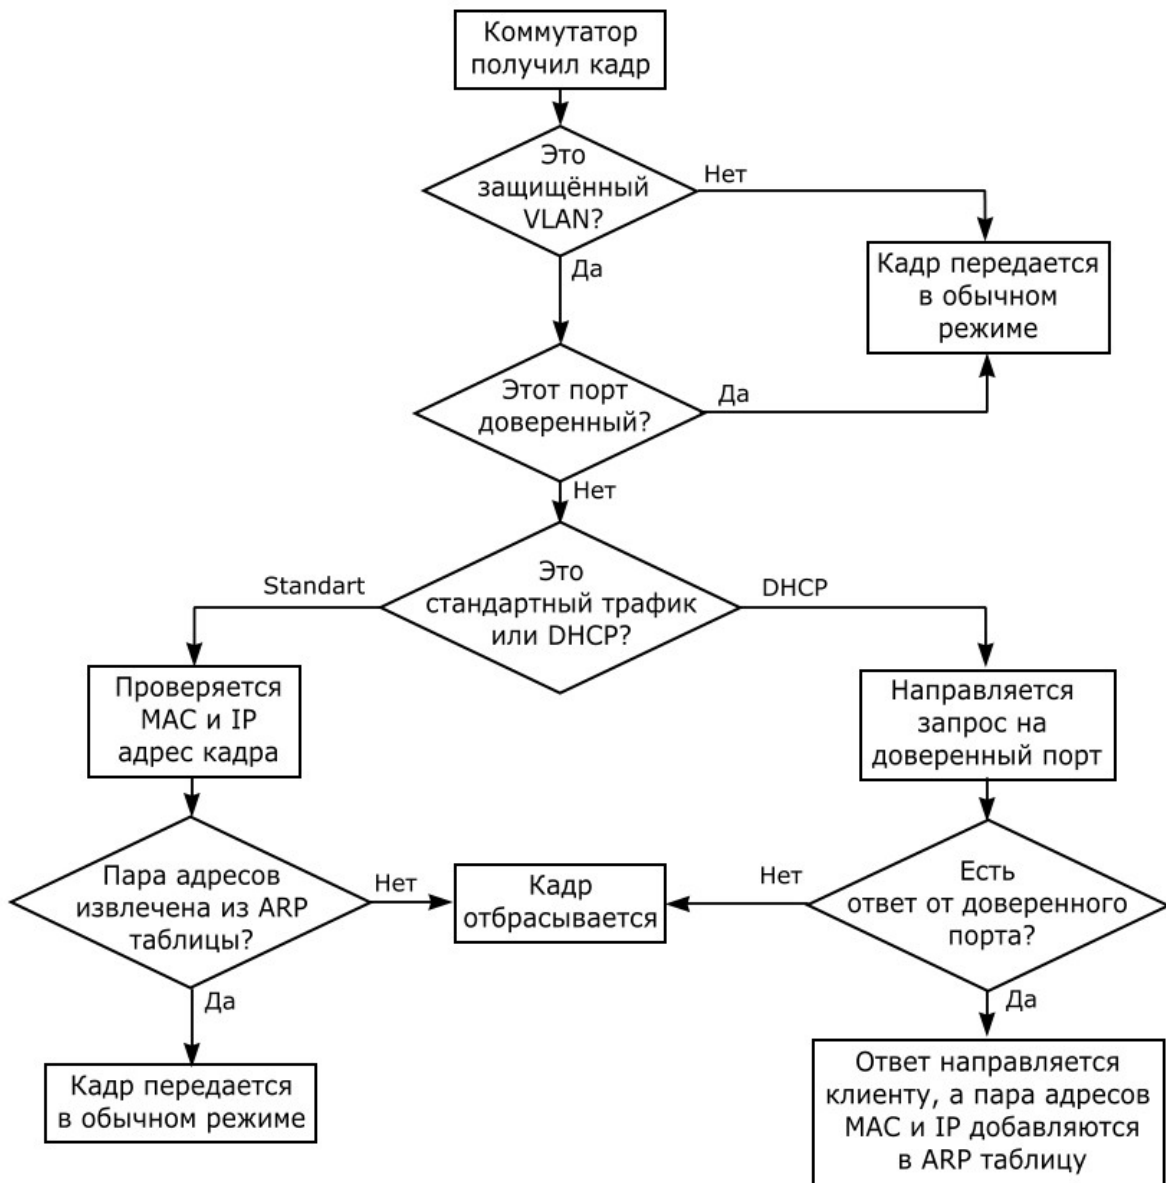 Коммутатор
получил кадр
Это
защищённый
VLAN?
Нет
Да
Кадр передается
в обычном
режиме
Этот порт
доверенный?
Да
Нет
Это
стандартный трафик
или DHCP?
Standart
DHCP
Проверяется
MAC и IP
адрес кадра
Направляется
запрос на
доверенный порт
Пара адресов
извлечена из ARP
таблицы?
Нет
Кадр
отбрасывается
Нет
Есть
ответ от доверенного
порта?
Да
Да
Кадр передается
в обычном режиме
Ответ направляется
клиенту, а пара адресов
MAC и IP добавляются
в ARP таблицу